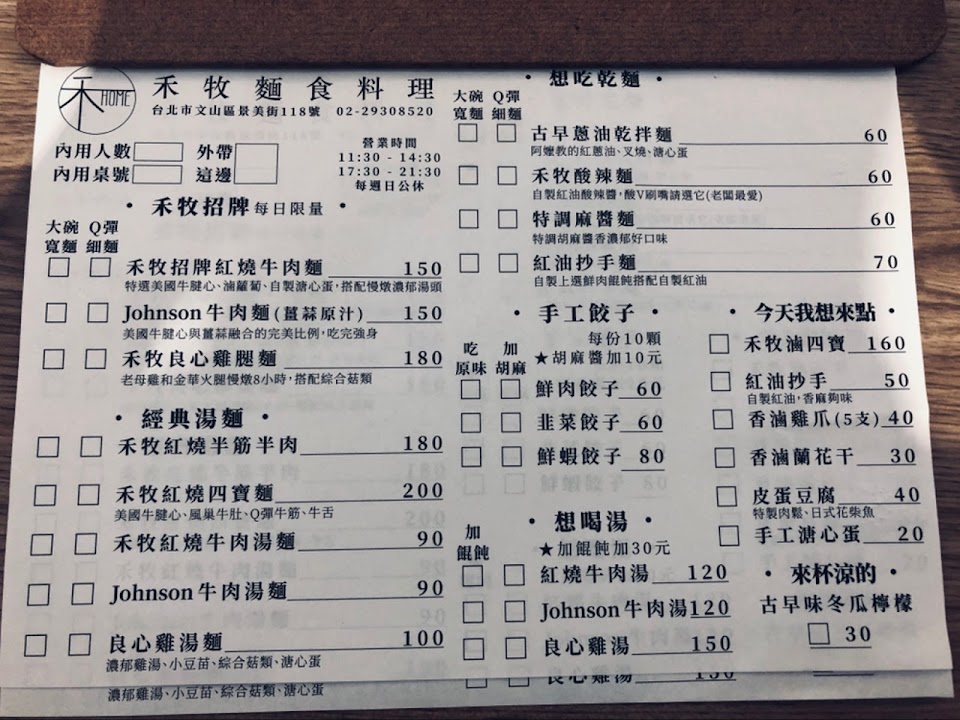 禾 HOME
禾牧麵食料理
台北市文山區景美街118號 02-29308520
內用人數 外帶
內用桌號 這邊
營業時間
11:30 - 14:30
17:30 - 21:30
每週日公休
• 禾牧招牌 每日限量 •
大碗 Q彈
寬麵 細麵
禾牧招牌紅燒牛肉麵 150
特選美國牛腱心、滷蘿蔔、自製溏心蛋,搭配慢燉濃郁湯頭
Johnson牛肉麵(薑蒜原汁) 150
美國牛腱心與薑蒜融合的完美比例,吃完強身
禾牧良心雞腿麵 180
老母雞和金華火腿慢燉8小時,搭配綜合菇類
• 經典湯麵 •
禾牧紅燒半筋半肉 180
禾牧紅燒四寶麵 200
美國牛腱心、風巢牛肚、Q彈牛筋、牛舌
禾牧紅燒牛肉湯麵 90
Johnson牛肉湯麵 90
良心雞湯麵 100
濃郁雞湯、小豆苗、綜合菇類、溏心蛋
濃郁雞湯、小豆苗、綜合菇類、溏心蛋
• 想吃乾麵 •
大碗 Q彈
寬麵 細麵
古早蔥油乾拌麵 60
阿嬤教的紅蔥油、叉燒、溏心蛋
禾牧酸辣麵 60
自製紅油酸辣醬,酸V刷嘴請選它(老闆最愛)
特調麻醬麵 60
特調胡麻醬香濃郁好口味
紅油抄手麵 70
自製上選鮮肉餛飩搭配自製紅油
• 手工餃子 •
每份10顆
★胡麻醬加10元
吃 加
原味 胡麻
鮮肉餃子 60
韭菜餃子 60
鮮蝦餃子 80
• 想喝湯 •
★加餛飩加30元
加
餛飩
紅燒牛肉湯 120
Johnson牛肉湯 120
良心雞湯 150
良心雞湯 150
• 今天我想來點 •
禾牧滷四寶 160
紅油抄手 50
自製紅油,香麻夠味
香滷雞爪(5支) 40
香滷蘭花干 30
皮蛋豆腐 40
特製肉鬆、日式花柴魚
手工溏心蛋 20
• 來杯涼的 •
古早味冬瓜檸檬
30